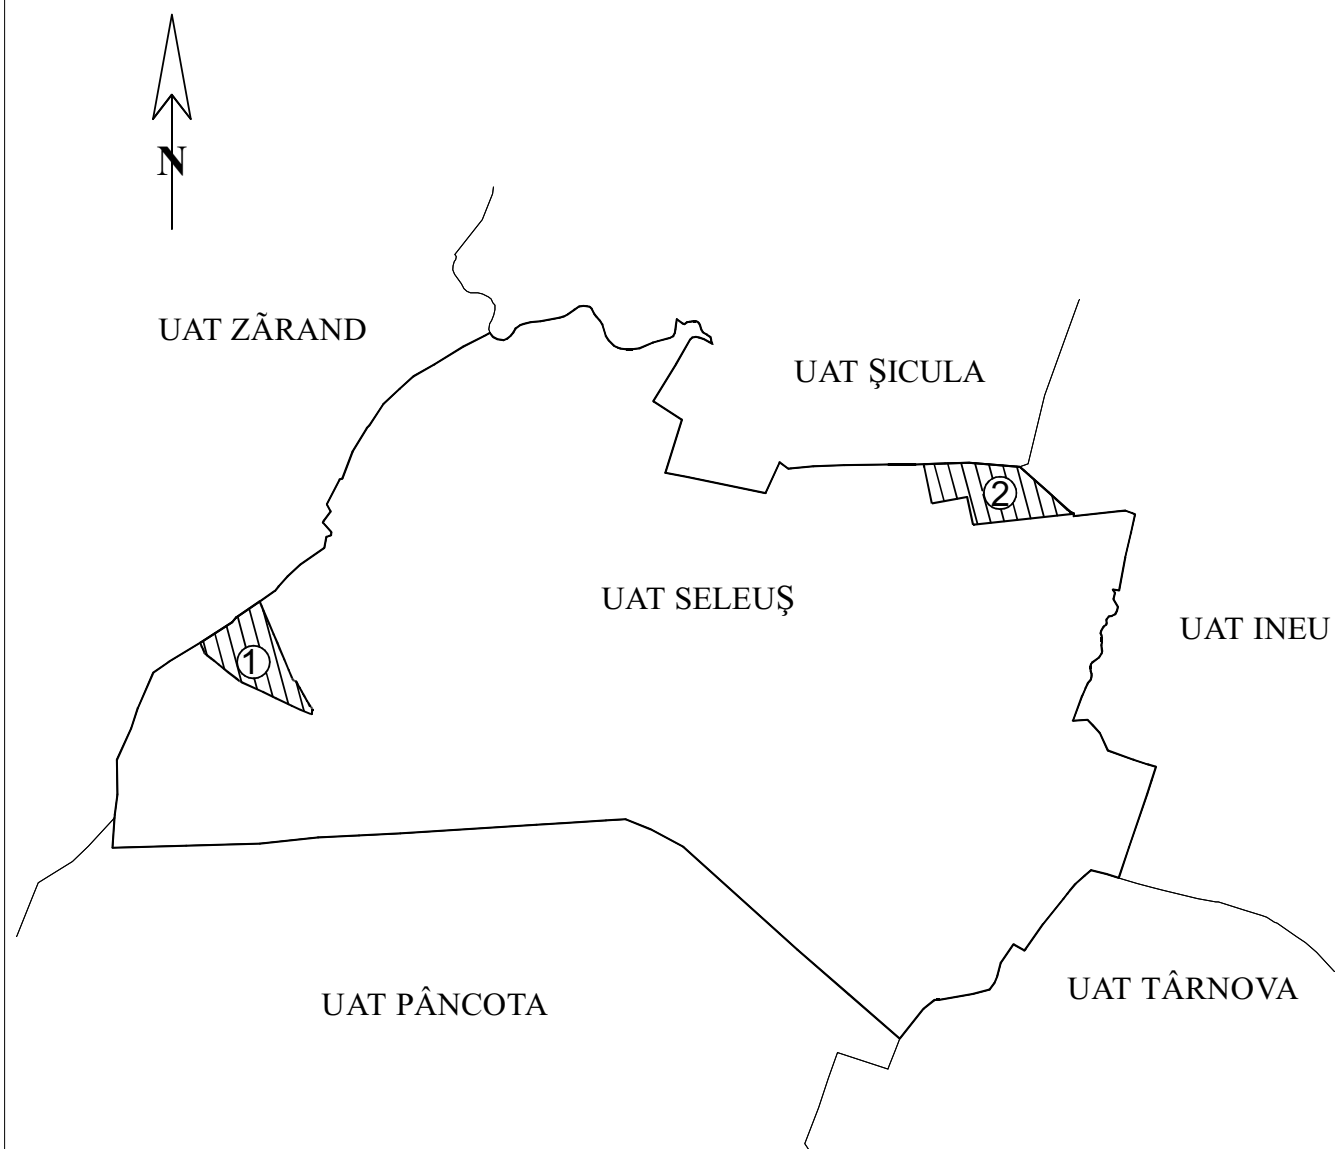 N
UAT ZÃRAND
UAT ŞICULA
2
UAT SELEUŞ
UAT INEU
1
UAT TÂRNOVA
UAT PÂNCOTA